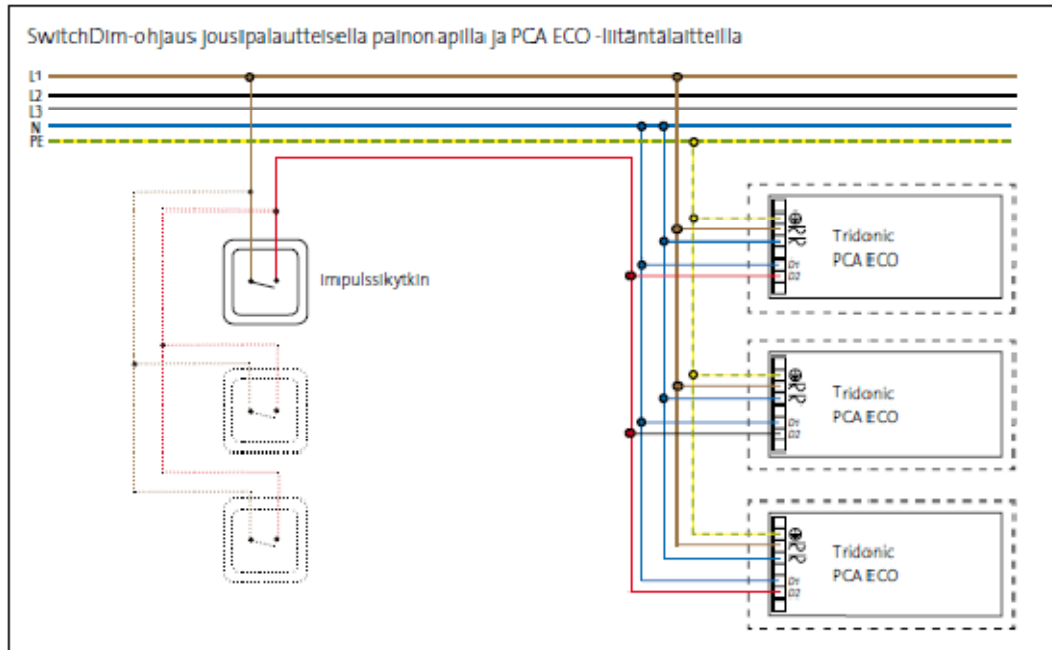 SwitchDim-ohjaus jousipalautteisella painonapilla ja PCA ECO -liitäntälaitteilla
L1
L2
L3
N
PE
Impulssikytkin
Tridonic
PCA ECO
D1
D2
Tridonic
PCA ECO
D1
D2
Tridonic
PCA ECO
D1
D2